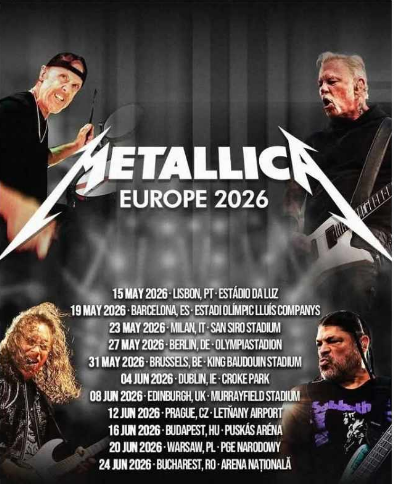 METALLICA
EUROPE 2026
15 MAY 2026 · LISBON, PT · ESTÁDIO DA LUZ
19 MAY 2026 · BARCELONA, ES · ESTADI OLÍMPIC LLUÍS COMPANYS
23 MAY 2026 · MILAN, IT · SAN SIRO STADIUM
27 MAY 2026 · BERLIN, DE · OLYMPIASTADION
31 MAY 2026 · BRUSSELS, BE · KING BAUDOUIN STADIUM
04 JUN 2026 · DUBLIN, IE · CROKE PARK
08 JUN 2026 · EDINBURGH, UK · MURRAYFIELD STADIUM
12 JUN 2026 · PRAGUE, CZ · LETŇANY AIRPORT
16 JUN 2026 · BUDAPEST, HU · PUSKÁS ARÉNA
20 JUN 2026 · WARSAW, PL · PGE NARODOWY
24 JUN 2026 · BUCHAREST, RO · ARENA NAȚIONALĂ